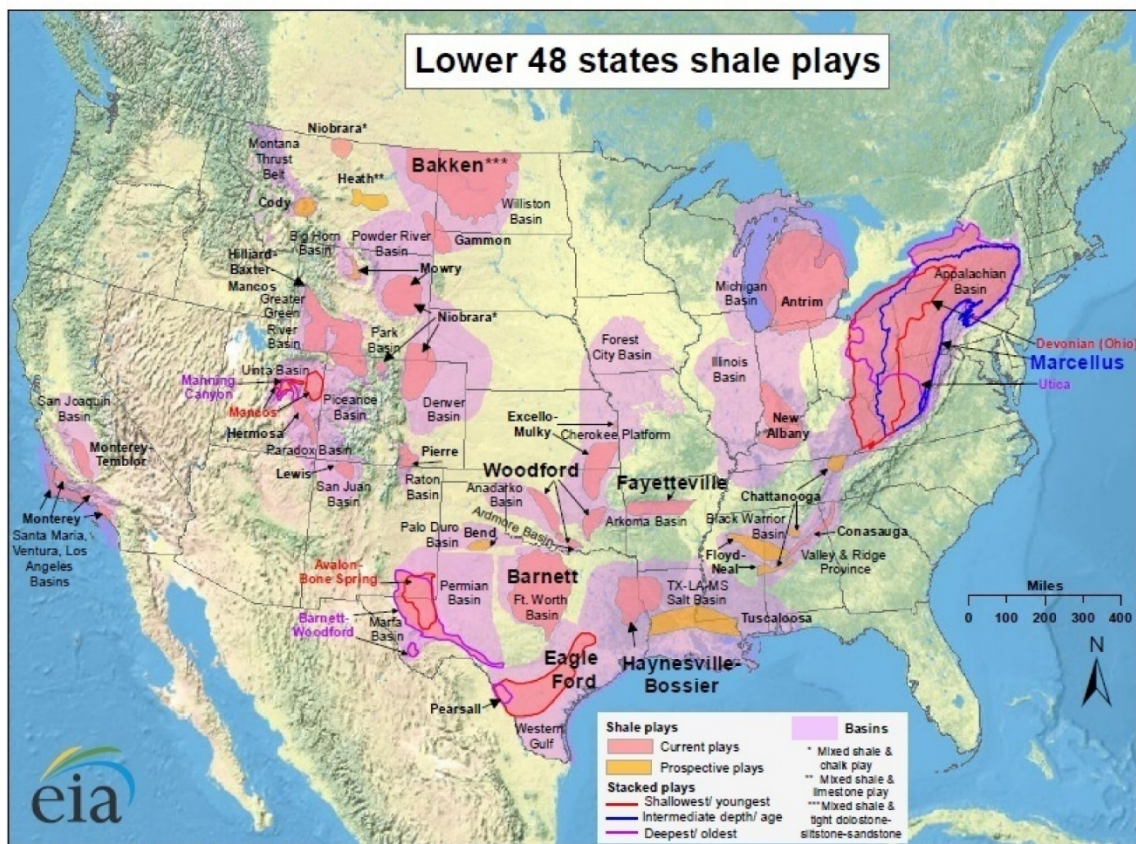 Lower 48 states shale plays
Niobrara*
Montana
Thrust
Belt
Bakken***
Heath**
Cody
Williston
Basin
Big Horn
Basin
Powder River
Basin
Gammon
Hilliard-
Baxter-
Mancos
Mowry
Greater
Green
River
Basin
Niobrara*
Park
Basin
Michigan
Basin
Antrim
Appalachian
Basin
Devonian (Ohio)
Marcellus
Utica
Forest
City Basin
Illinois
Basin
Uinta Basin
Manning
Canyon
Mancos
Piceance
Basin
Denver
Basin
San Joaquin
Basin
Hermosa
Paradox Basin
Excello-
Mulky
Cherokee Platform
New
Albany
Monterey-
Temblor
Lewis
San Juan
Basin
Pierre
Raton
Basin
Woodford
Anadarko
Basin
Fayetteville
Arkoma Basin
Chattanooga
Black Warrior
Basin
Conasauga
Monterey
Santa Maria,
Ventura, Los
Angeles
Basins
Palo Duro
Basin
Bend
Ardmore Basin
Floyd-
Neal
Valley & Ridge
Province
Avalon-
Bone Spring
Permian
Basin
Barnett
Ft. Worth
Basin
TX-LA-MS
Salt Basin
Tuscaloosa
Barnett-
Woodford
Marfa
Basin
Eagle
Ford
Haynesville-
Bossier
Pearsall
Western
Gulf
Miles
0 100 200 300 400
N
Shale plays
Current plays
Prospective plays
Stacked plays
Shallowest/ youngest
Intermediate depth/ age
Deepest/ oldest
Basins
* Mixed shale &
chalk play
** Mixed shale &
limestone play
***Mixed shale &
tight dolostone-
siltstone-sandstone
eia